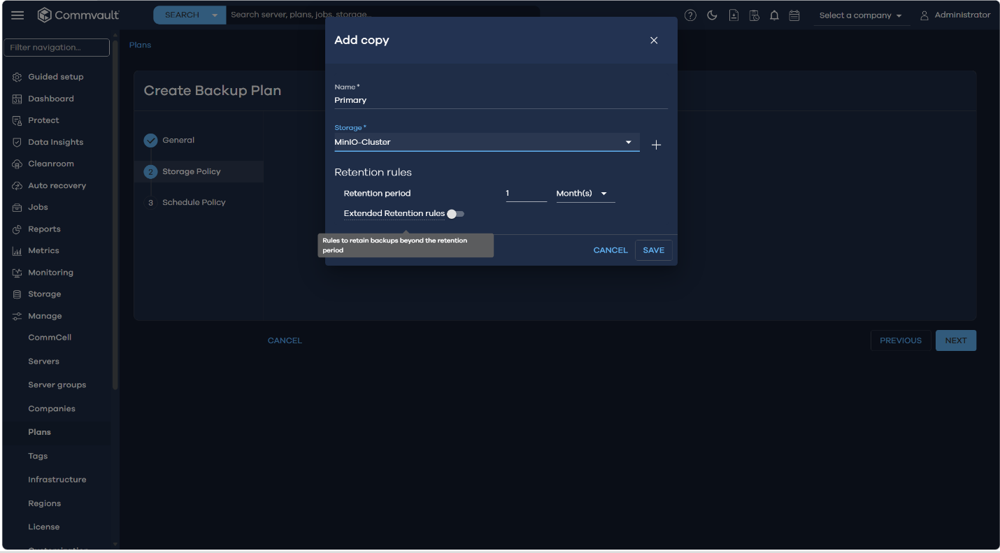 Commvault
SEARCH
Search server, plans, jobs, storage...
Select a company
Administrator
Filter navigation...
Guided setup
Dashboard
Protect
Data Insights
Cleanroom
Auto recovery
Jobs
Reports
Metrics
Monitoring
Storage
Manage
CommCell
Servers
Server groups
Companies
Plans
Tags
Infrastructure
Regions
License
Plans
Create Backup Plan
General
2 Storage Policy
3 Schedule Policy
CANCEL
PREVIOUS
NEXT
Add copy
Name *
Primary
Storage *
MinIO-Cluster
Retention rules
Retention period 1 Month(s)
Extended Retention rules
Rules to retain backups beyond the retention
period
CANCEL
SAVE